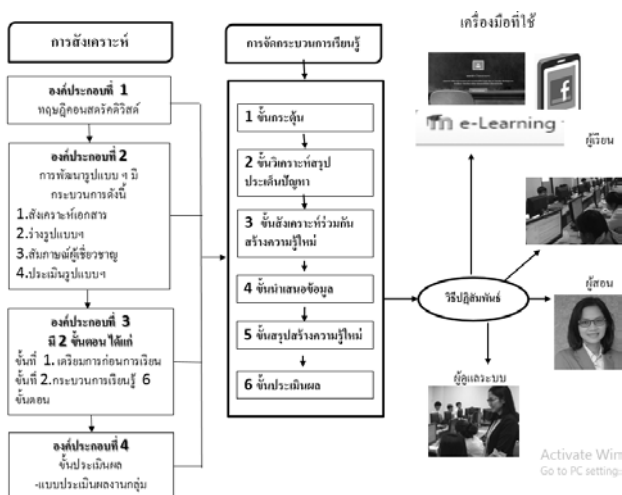 การสังเคราะห์
องค์ประกอบที่ 1
ทฤษฎีคอนสตรัคติวิสต์
องค์ประกอบที่ 2
การพัฒนารูปแบบ ฯ มี
กระบวนการดังนี้
1.สังเคราะห์เอกสาร
2.ร่างรูปแบบฯ
3.สัมภาษณ์ผู้เชี่ยวชาญ
4.ประเมินรูปแบบฯ
องค์ประกอบที่ 3
มี 2 ขั้นตอน ได้แก่
ขั้นที่ 1.เตรียมการก่อนการเรียน
ขั้นที่ 2.กระบวนการเรียนรู้ 6
ขั้นตอน
องค์ประกอบที่ 4
ขั้นประเมินผล
-แบบประเมินผลงานกลุ่ม
การจัดกระบวนการเรียนรู้
1 ขั้นกระตุ้น
2 ขั้นวิเคราะห์สรุป
ประเด็นปัญหา
3 ขั้นสังเคราะห์ร่วมกัน
สร้างความรู้ใหม่
4 ขั้นนำเสนอข้อมูล
5 ขั้นสรุปสร้างความรู้ใหม่
6 ขั้นประเมินผล
เครื่องมือที่ใช้
f
m e-Learning
ผู้เรียน
วิธีปฏิสัมพันธ์
ผู้สอน
ผู้ดูแลระบบ
Activate Win
Go to PC setting